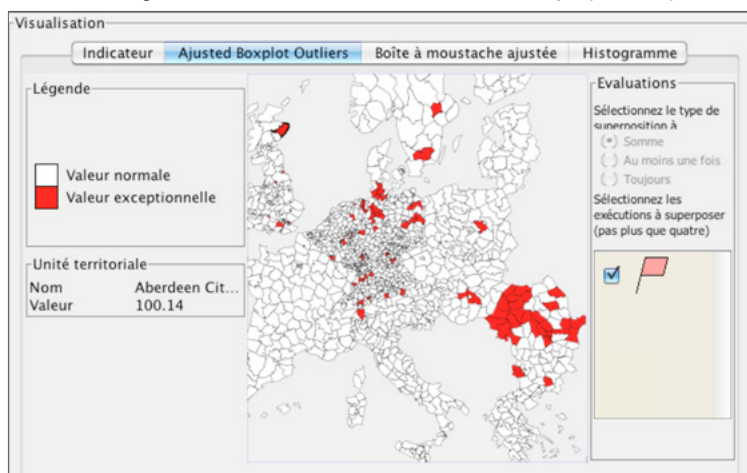 Visualisation
Indicateur
Ajusted Boxplot Outliers
Boîte à moustache ajustée
Histogramme
Légende
Valeur normale
Valeur exceptionnelle
Unité territoriale
Nom Aberdeen Cit...
Valeur 100.14
Evaluations
Sélectionnez le type de
superposition à
Somme
Au moins une fois
Toujours
Sélectionnez les
exécutions à superposer
(pas plus que quatre)